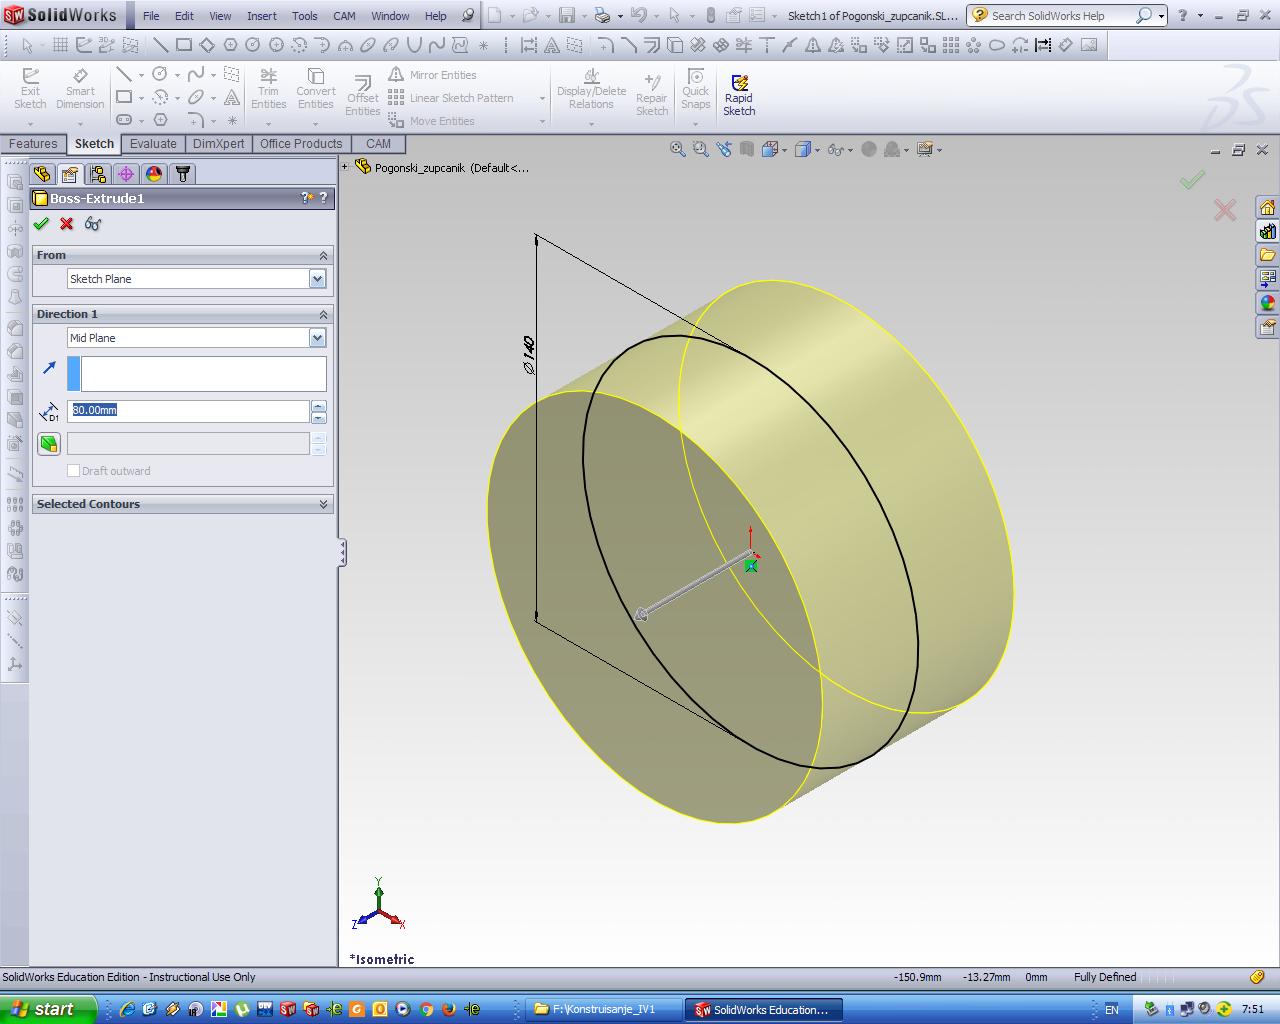 SolidWorks File Edit View Insert Tools CAM Window Help Sketch1 of Pogonski_zupcanik.SL... Search SolidWorks Help
Exit Sketch
Smart Dimension
Trim Entities
Convert Entities
Offset Entities
Mirror Entities
Linear Sketch Pattern
Move Entities
Display/Delete Relations
Repair Sketch
Quick Snaps
Rapid Sketch
Features Sketch Evaluate DimXpert Office Products CAM
Pogonski_zupcanik (Default<...
Boss-Extrude1
From
Sketch Plane
Direction 1
Mid Plane
D1 80.00mm
Draft outward
Selected Contours
Ø140
Y
Z X
*Isometric
SolidWorks Education Edition - Instructional Use Only -150.9mm -13.27mm 0mm Fully Defined
start F:\Konstruisanje_IV1 SolidWorks Education... EN 7:51